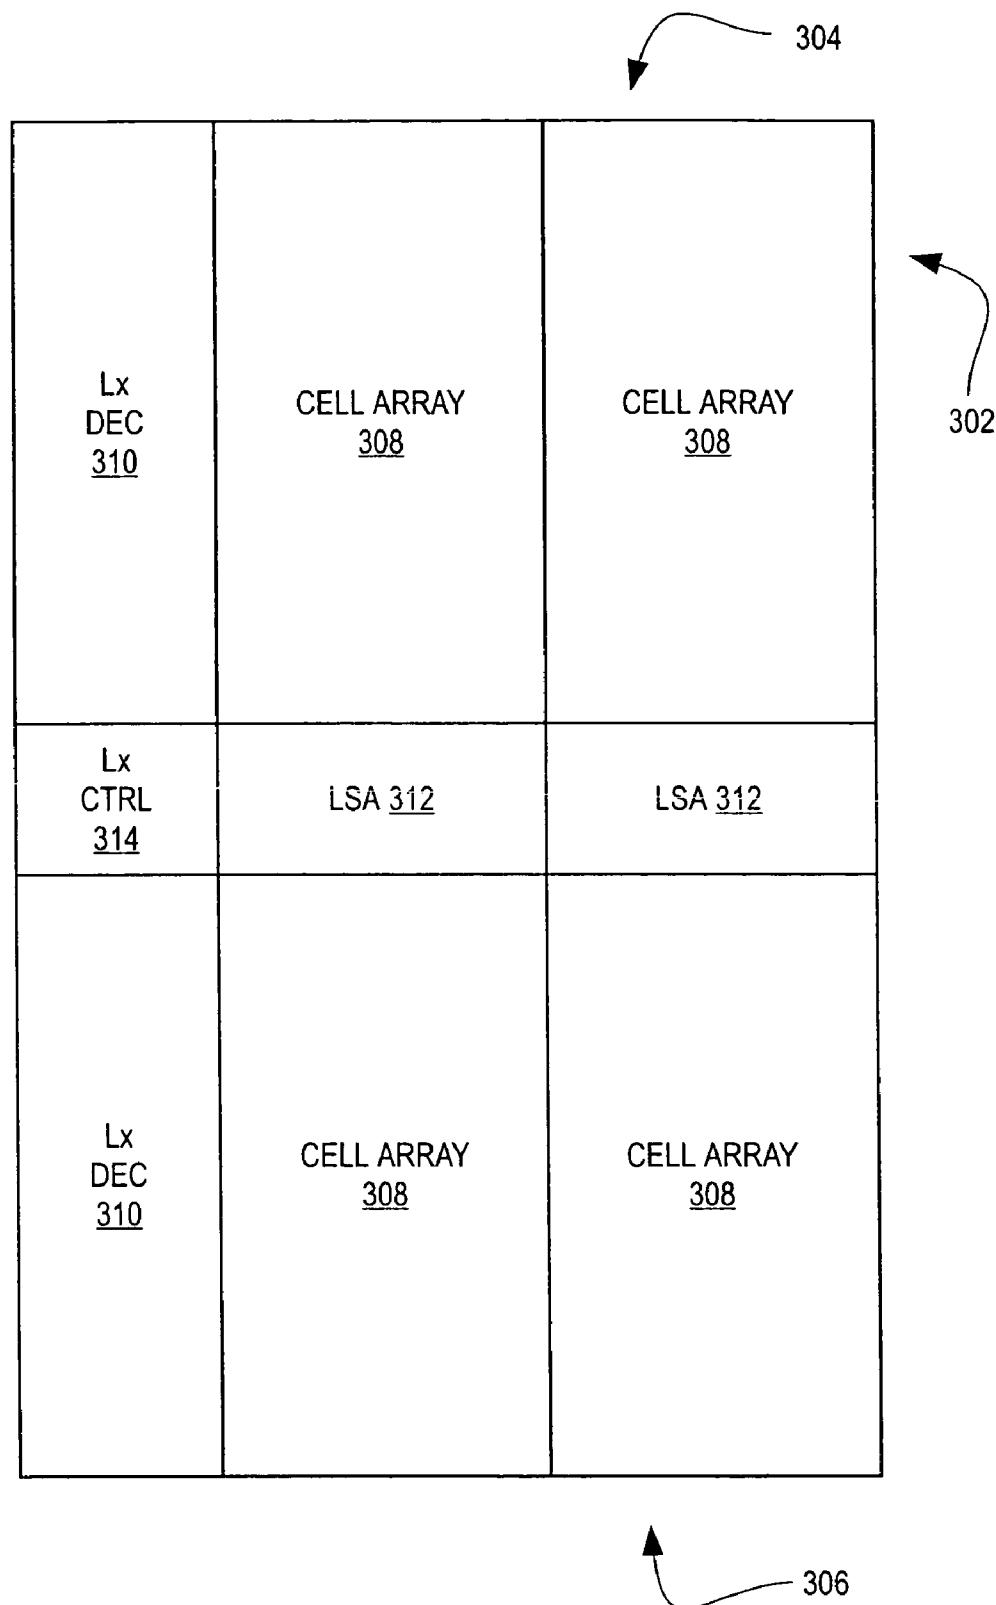 304
302
Lx
DEC
310
CELL ARRAY
308
CELL ARRAY
308
Lx
CTRL
314
LSA 312
LSA 312
Lx
DEC
310
CELL ARRAY
308
CELL ARRAY
308
306